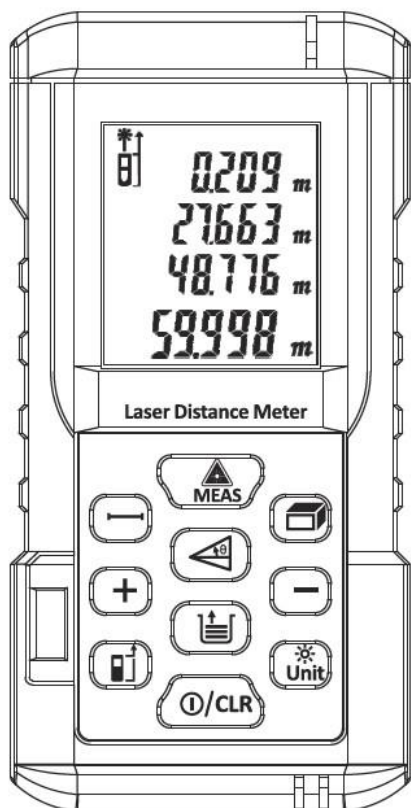 0.209 m
27.663 m
48.776 m
59.998 m
Laser Distance Meter
MEAS
θ
+
−
Unit
/CLR